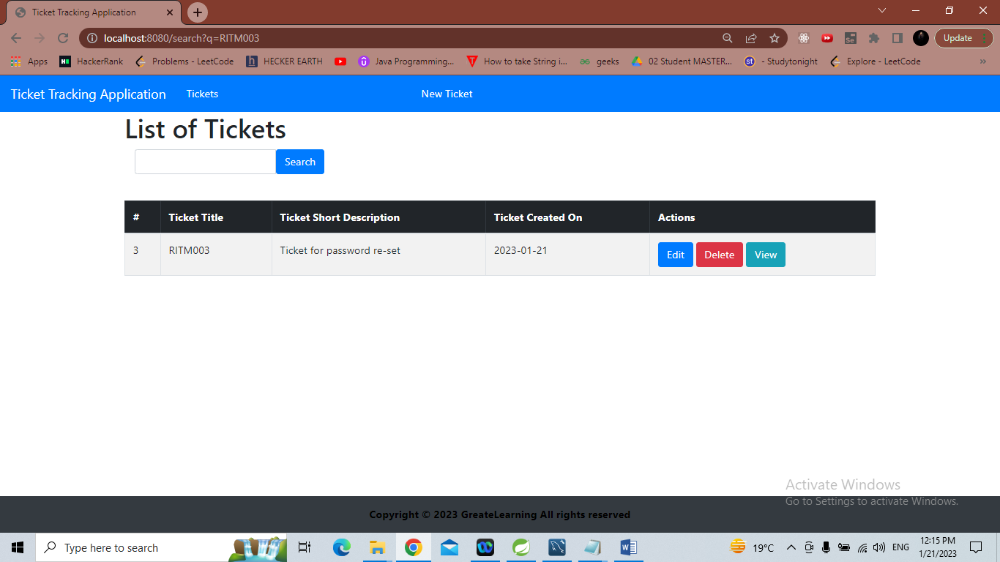 Ticket Tracking Application
localhost:8080/search?q=RITM003
Update
Apps HackerRank Problems - LeetCode HECKER EARTH Java Programming... How to take String i... geeks 02 Student MASTER... - Studytonight Explore - LeetCode »
Ticket Tracking Application Tickets New Ticket
List of Tickets
Search
# Ticket Title Ticket Short Description Ticket Created On Actions
3 RITM003 Ticket for password re-set 2023-01-21 Edit Delete View
Activate Windows
Go to Settings to activate Windows.
Copyright © 2023 GreateLearning All rights reserved
Type here to search 19°C ENG 12:15 PM
1/21/2023